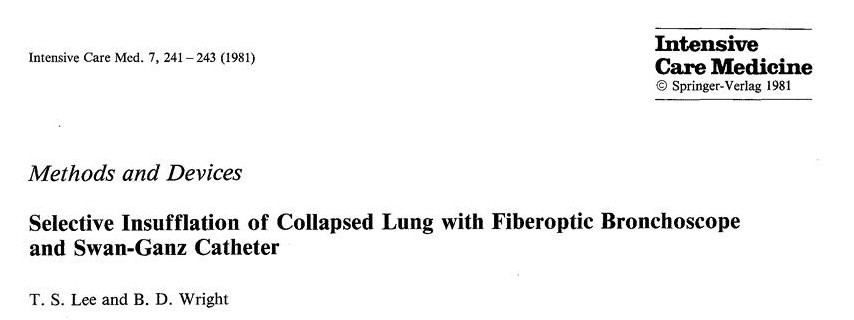 Intensive Care Med. 7, 241–243 (1981)
Intensive
Care Medicine
© Springer-Verlag 1981
Methods and Devices
Selective Insufflation of Collapsed Lung with Fiberoptic Bronchoscope
and Swan-Ganz Catheter
T. S. Lee and B. D. Wright